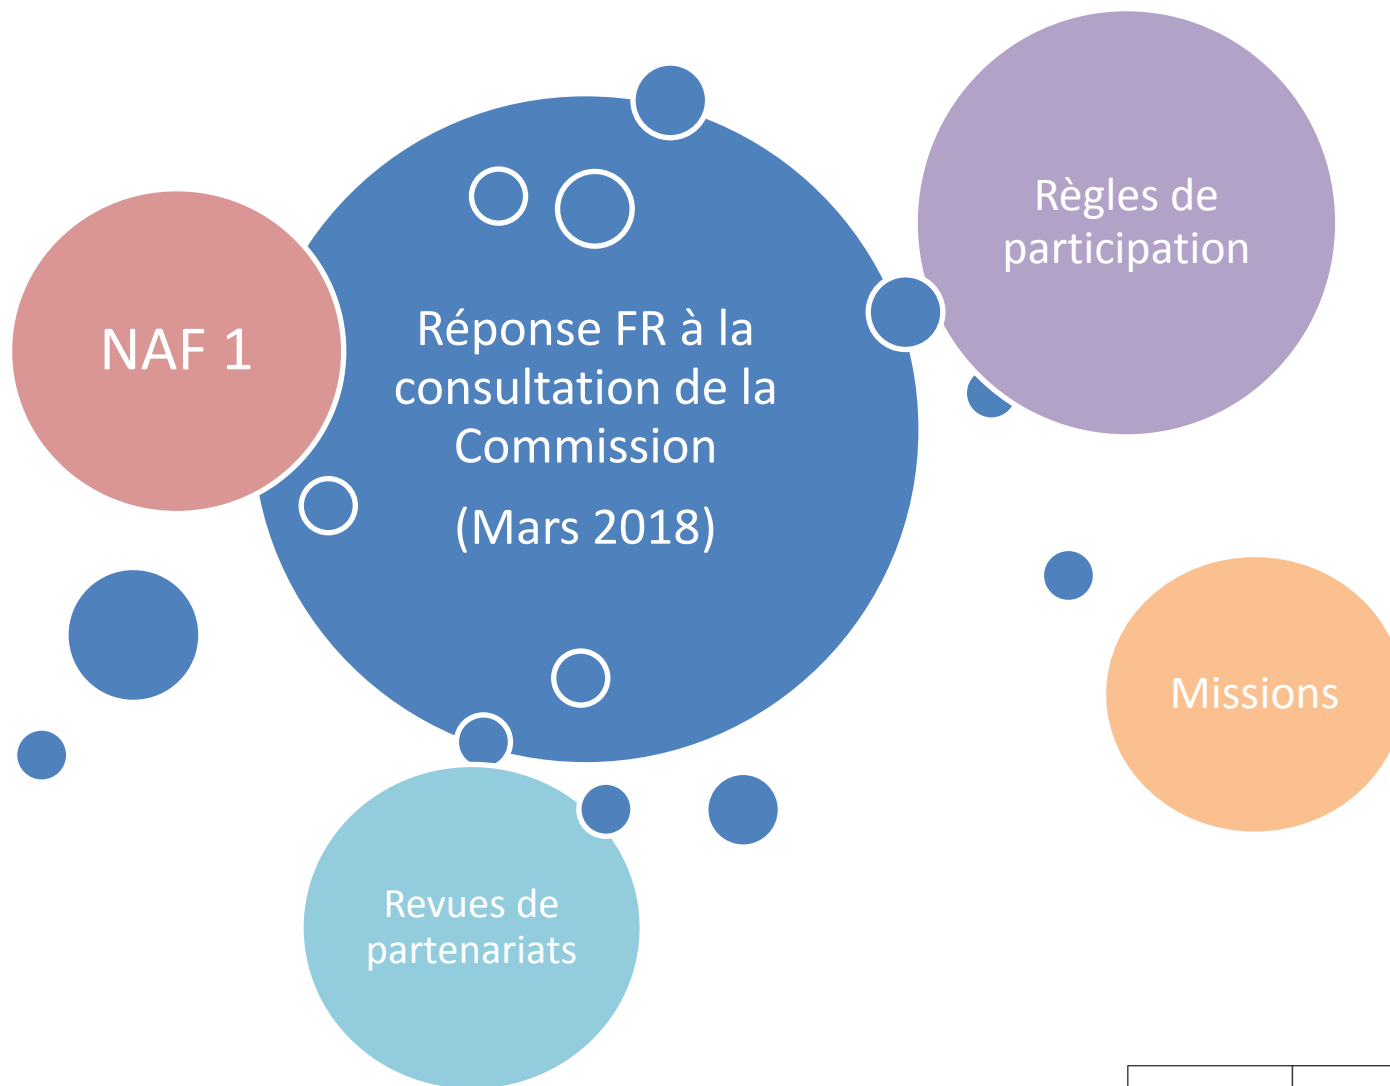 NAF 1
Réponse FR à la
consultation de la
Commission
(Mars 2018)
Règles de
participation
Missions
Revues de
partenariats